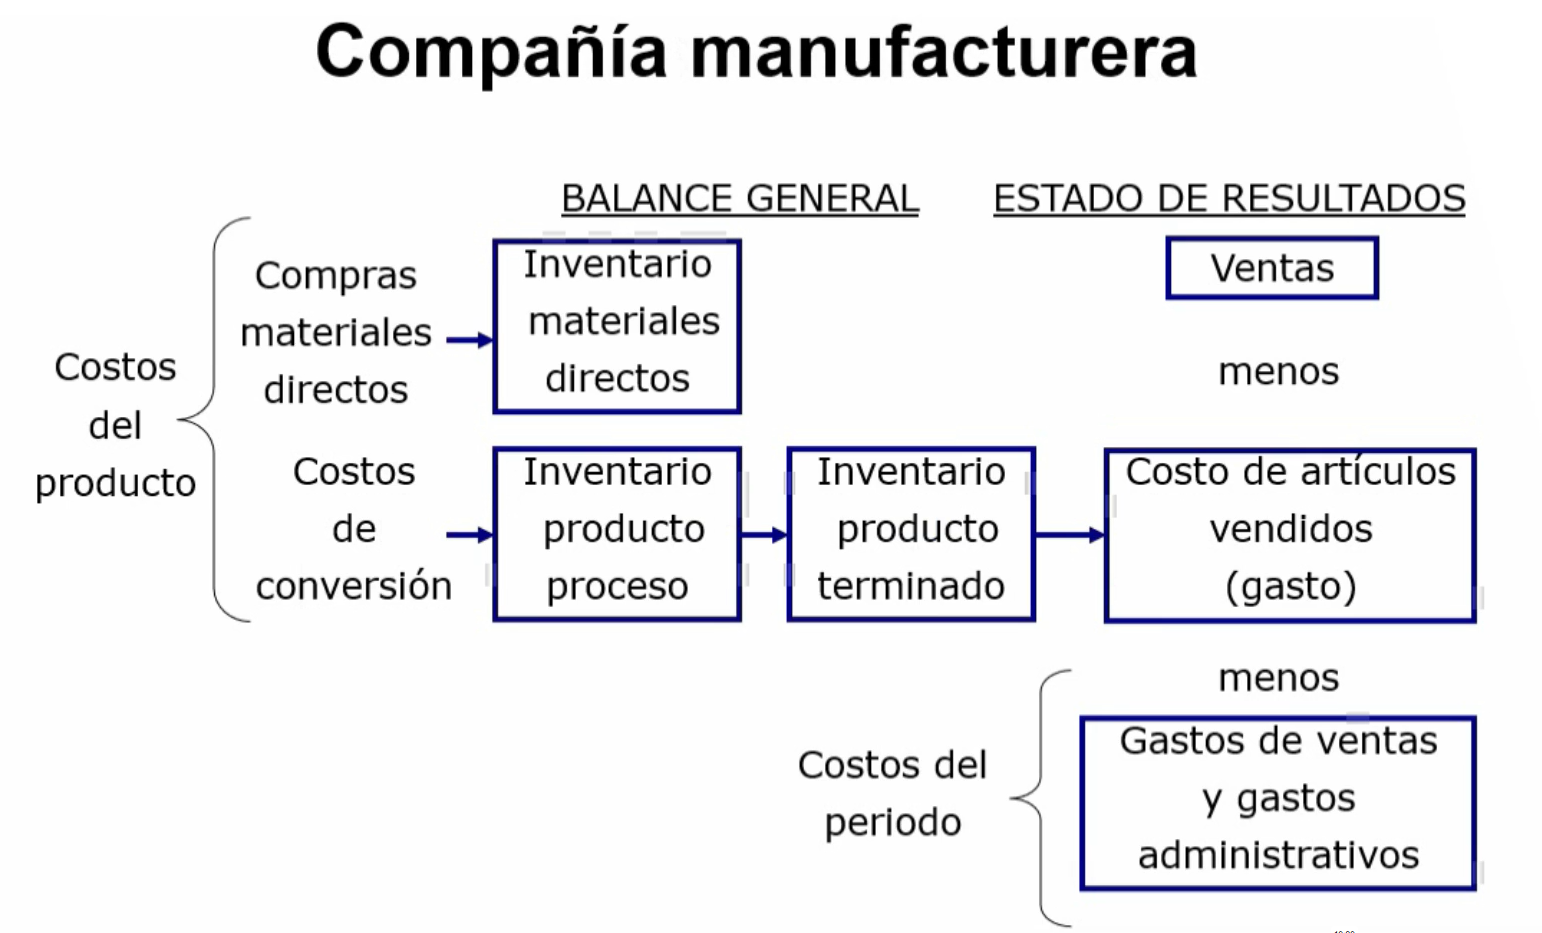 Compañía manufacturera
BALANCE GENERAL
ESTADO DE RESULTADOS
Costos
del
producto
Compras
materiales
directos
Inventario
materiales
directos
Ventas
menos
Costos
de
conversión
Inventario
producto
proceso
Inventario
producto
terminado
Costo de artículos
vendidos
(gasto)
menos
Costos del
periodo
Gastos de ventas
y gastos
administrativos